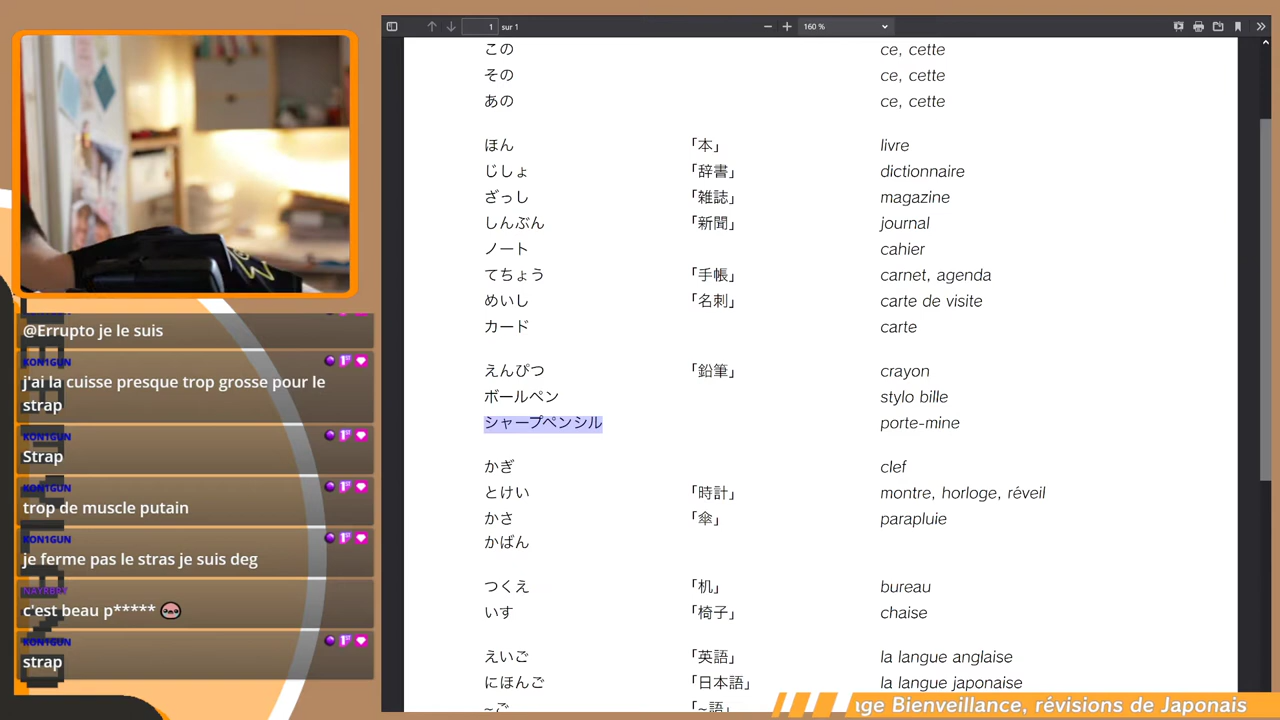 @Errupto je le suis
KON1GUN
j'ai la cuisse presque trop grosse pour le
strap
KON1GUN
Strap
KON1GUN
trop de muscle putain
KON1GUN
je ferme pas le stras je suis deg
NAYRBRY
c'est beau p*****
KON1GUN
strap
1 sur 1
160 %
この ce, cette
その ce, cette
あの ce, cette
ほん 「本」 livre
じしょ 「辞書」 dictionnaire
ざっし 「雑誌」 magazine
しんぶん 「新聞」 journal
ノート cahier
てちょう 「手帳」 carnet, agenda
めいし 「名刺」 carte de visite
カード carte
えんぴつ 「鉛筆」 crayon
ボールペン stylo bille
シャープペンシル porte-mine
かぎ clef
とけい 「時計」 montre, horloge, réveil
かさ 「傘」 parapluie
かばん
つくえ 「机」 bureau
いす 「椅子」 chaise
えいご 「英語」 la langue anglaise
にほんご 「日本語」 la langue japonaise
~ご 「~語」
age Bienveillance, révisions de Japonais